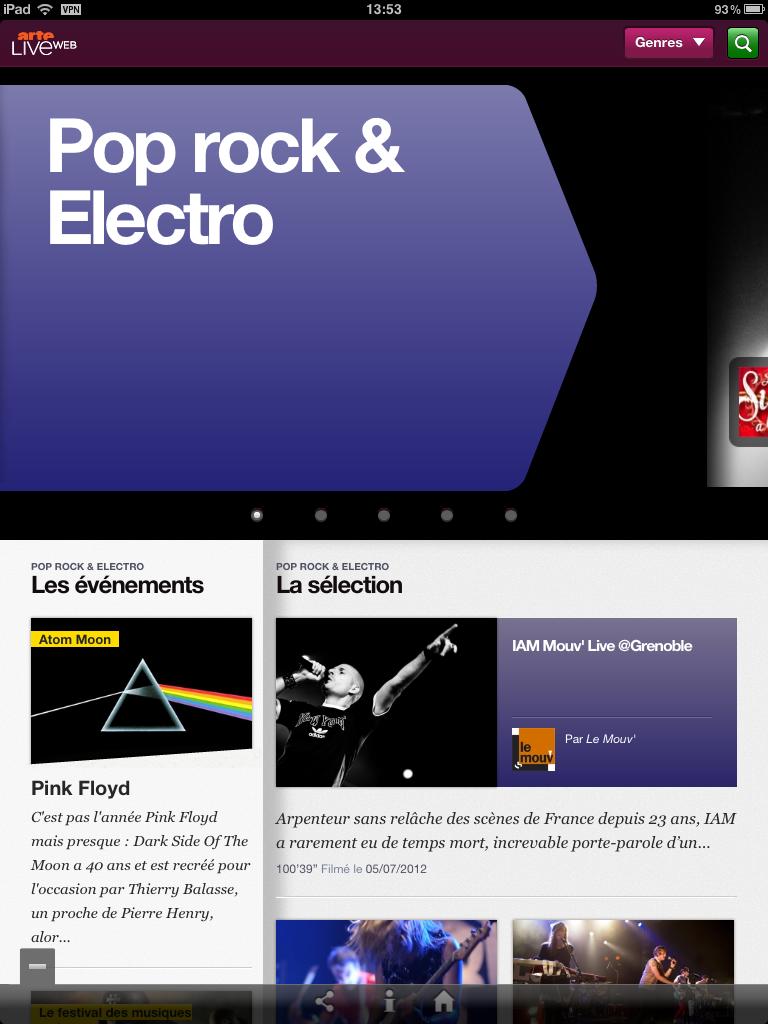 iPad VPN 13:53 93%
arte
LIVEWEB
Genres
Pop rock &
Electro
POP ROCK & ELECTRO
Les événements
Atom Moon
Pink Floyd
C'est pas l'année Pink Floyd
mais presque : Dark Side Of The
Moon a 40 ans et est recréé pour
l'occasion par Thierry Balasse,
un proche de Pierre Henry,
alor...
Le festival des musiques
POP ROCK & ELECTRO
La sélection
IAM Mouv' Live @Grenoble
le
mouv'
Par Le Mouv'
adidas
Arpenteur sans relâche des scènes de France depuis 23 ans, IAM
a rarement eu de temps mort, increvable porte-parole d'un...
100'39" Filmé le 05/07/2012